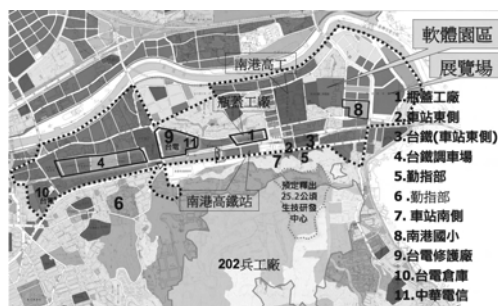 軟體園區
南港高工
展覽場
瓶蓋工廠
8
1.瓶蓋工廠
9
台電
11
1
2.車站東側
2
3
3.台鐵(車站東側)
4
7
5
4.台鐵調車場
10
台電
6
南港高鐵站
預定釋出
25.2公頃
生技研發
中心
5.勤指部
6.勤指部
7.車站南側
202兵工廠
8.南港國小
9.台電修護廠
10.台電倉庫
11.中華電信